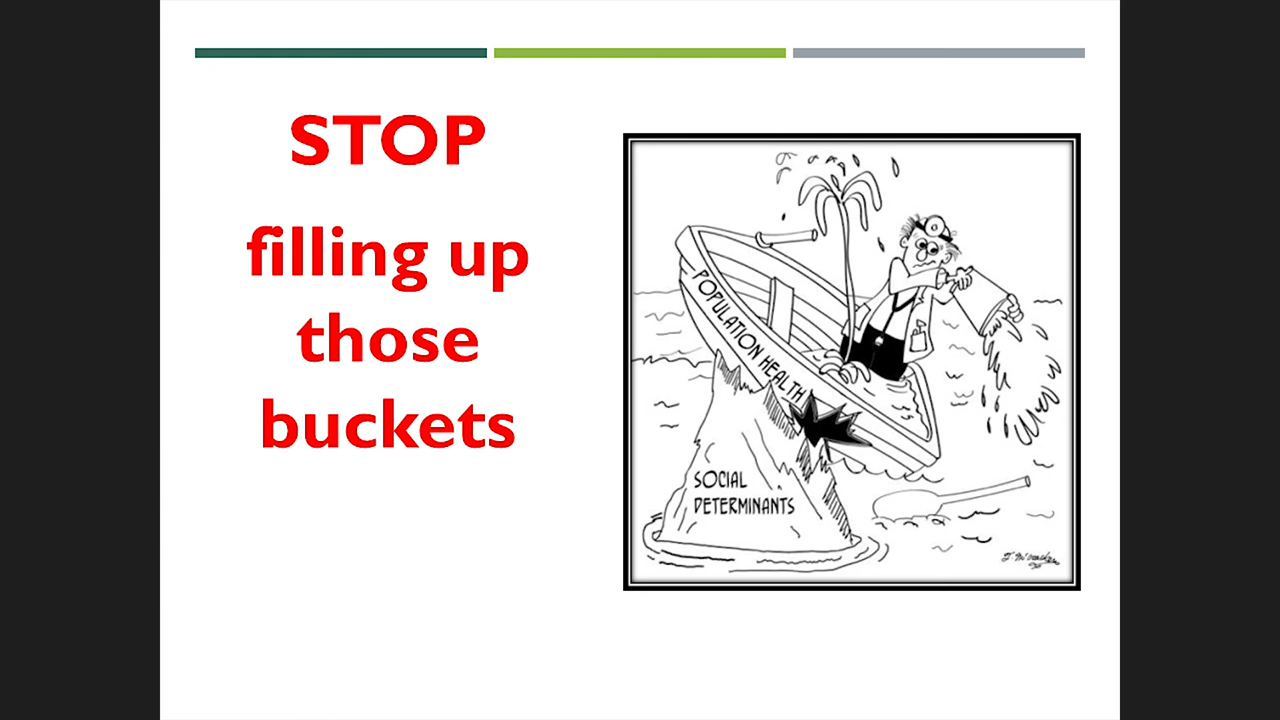 STOP
filling up
those
buckets
POPULATION HEALTH
SOCIAL
DETERMINANTS